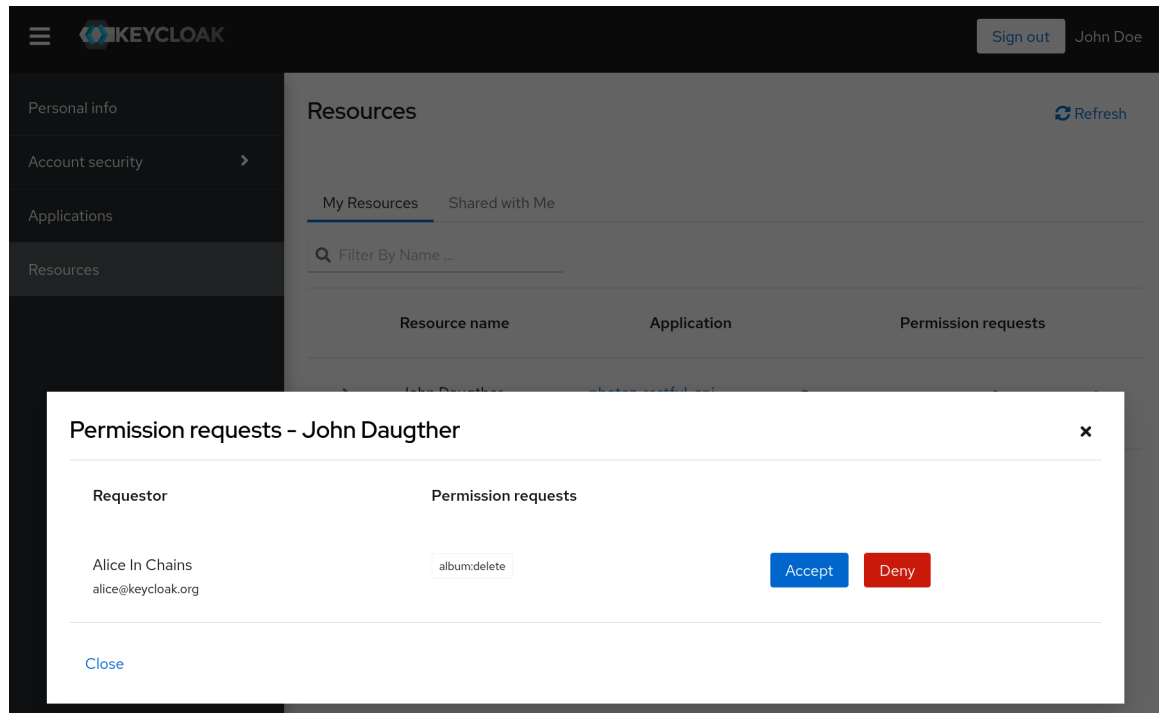 KEYCLOAK
Sign out
John Doe
Personal info
Account security
Applications
Resources
Resources
Refresh
My Resources
Shared with Me
Filter By Name ...
Resource name
Application
Permission requests
Permission requests - John Daugther
Requestor
Permission requests
Alice In Chains
alice@keycloak.org
album:delete
Accept
Deny
Close